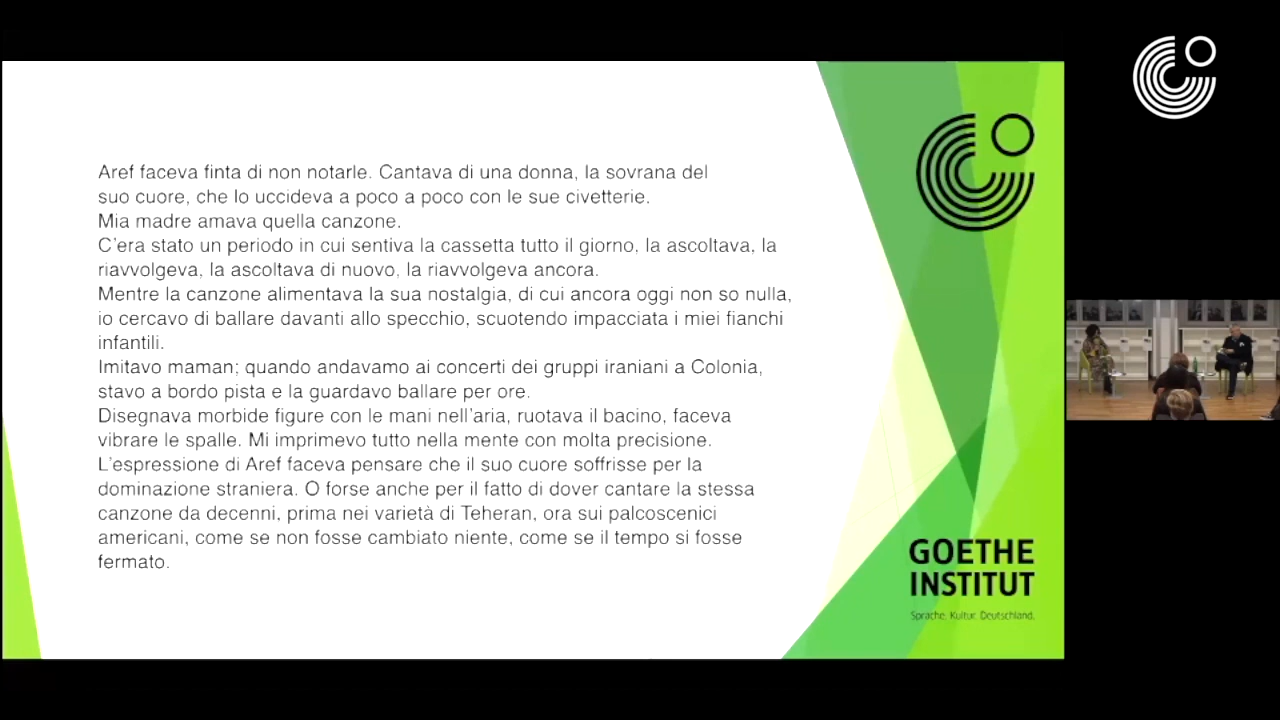 Aref faceva finta di non notarle. Cantava di una donna, la sovrana del
suo cuore, che lo uccideva a poco a poco con le sue civetterie.
Mia madre amava quella canzone.
C'era stato un periodo in cui sentiva la cassetta tutto il giorno, la ascoltava, la
riavvolgeva, la ascoltava di nuovo, la riavvolgeva ancora.
Mentre la canzone alimentava la sua nostalgia, di cui ancora oggi non so nulla,
io cercavo di ballare davanti allo specchio, scuotendo impacciata i miei fianchi
infantili.
Imitavo maman; quando andavamo ai concerti dei gruppi iraniani a Colonia,
stavo a bordo pista e la guardavo ballare per ore.
Disegnava morbide figure con le mani nell'aria, ruotava il bacino, faceva
vibrare le spalle. Mi imprimevo tutto nella mente con molta precisione.
L'espressione di Aref faceva pensare che il suo cuore soffrisse per la
dominazione straniera. O forse anche per il fatto di dover cantare la stessa
canzone da decenni, prima nei varietà di Teheran, ora sui palcoscenici
americani, come se non fosse cambiato niente, come se il tempo si fosse
fermato.
GOETHE
INSTITUT
Sprache. Kultur. Deutschland.